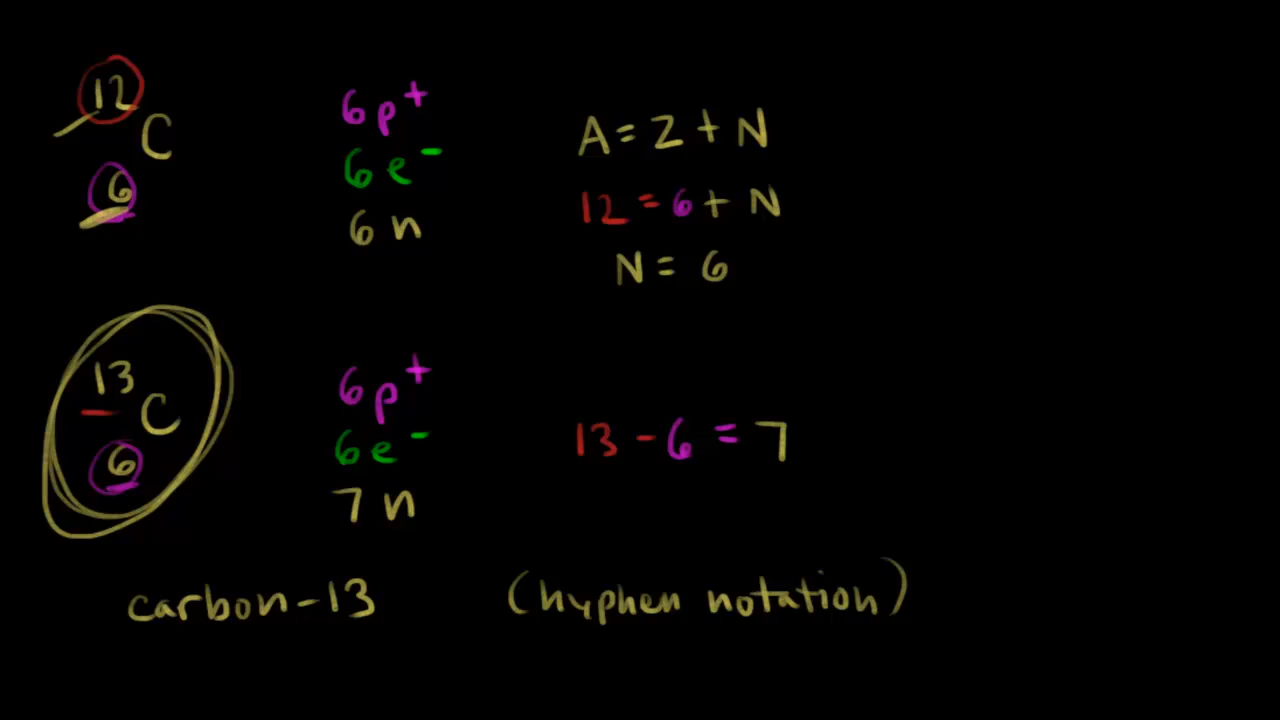 12
C
6
6p+
6e-
6n
A = Z + N
12 = 6 + N
N = 6
13
C
6
6p+
6e-
7n
13 - 6 = 7
carbon-13 (hyphen notation)